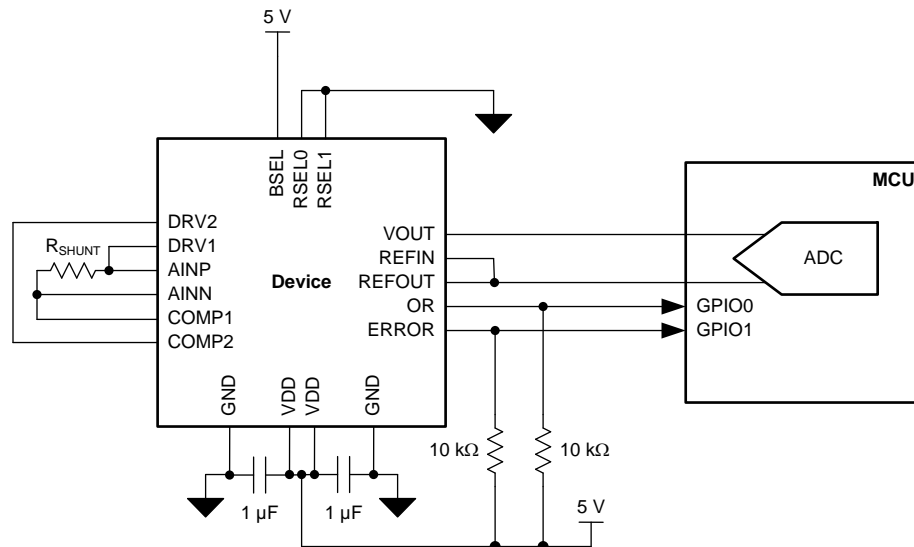 5 V
BSEL
RSEL0
RSEL1
MCU
DRV2
DRV1
AINP
AINN
COMP1
COMP2
R_SHUNT
Device
VOUT
REFIN
REFOUT
OR
ERROR
ADC
GPIO0
GPIO1
GND
VDD
VDD
GND
1 µF
1 µF
10 kΩ
10 kΩ
5 V